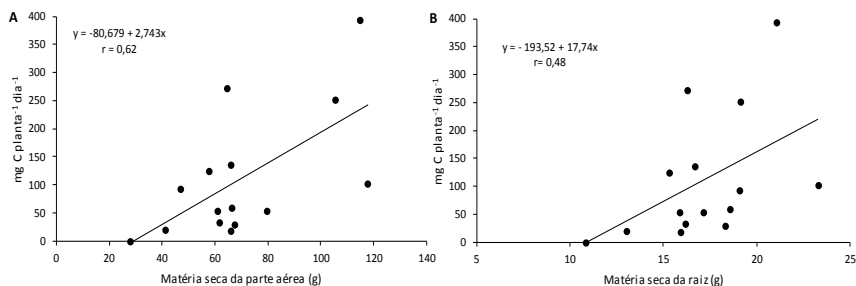 A
y = -80,679 + 2,743x
r = 0,62
mg C planta⁻¹ dia⁻¹
400
350
300
250
200
150
100
50
0
0 20 40 60 80 100 120 140
Matéria seca da parte aérea (g)
B
y = - 193,52 + 17,74x
r= 0,48
mg C planta⁻¹ dia⁻¹
400
350
300
250
200
150
100
50
0
5 10 15 20 25
Matéria seca da raiz (g)